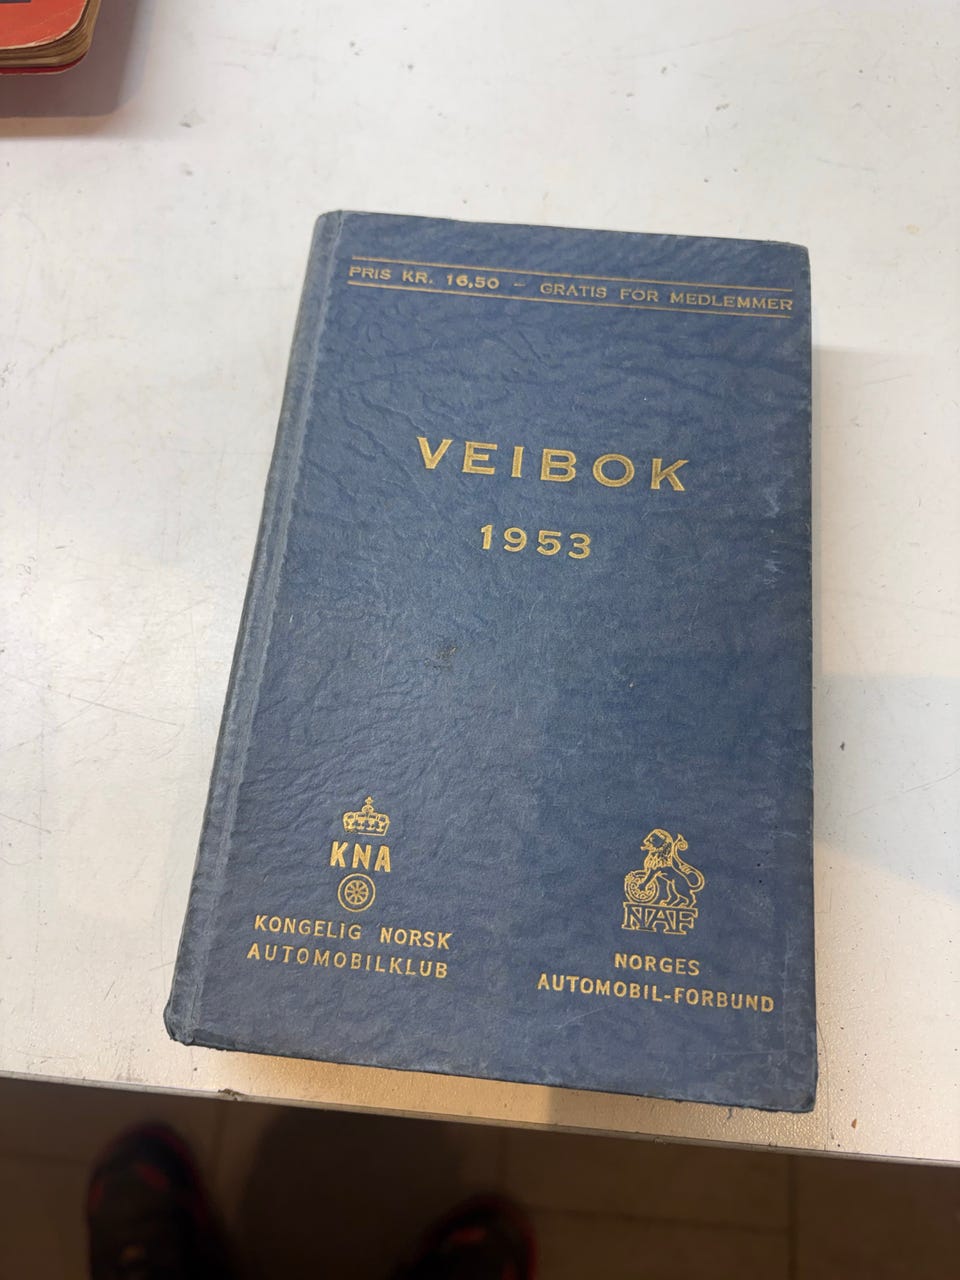 PRIS KR. 16,50 – GRATIS FOR MEDLEMMER
VEIBOK
1953
KNA
KONGELIG NORSK
AUTOMOBILKLUB
NAF
NORGES
AUTOMOBIL-FORBUND